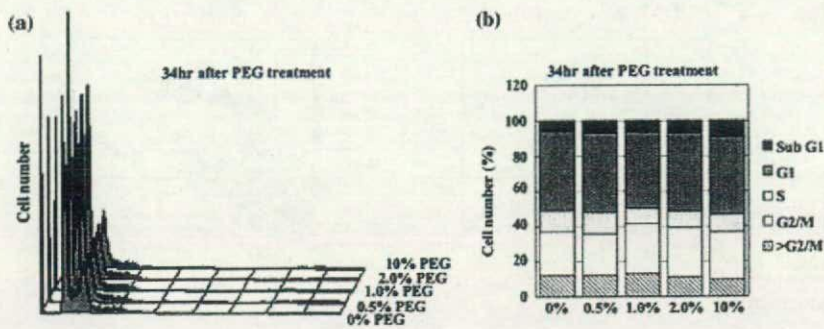 (a)
34hr after PEG treatment
Cell number
10% PEG
2.0% PEG
1.0% PEG
0.5% PEG
0% PEG
(b)
34hr after PEG treatment
Cell number (%)
120
100
80
60
40
20
0
0% 0.5% 1.0% 2.0% 10%
Sub G1
G1
S
G2/M
>G2/M